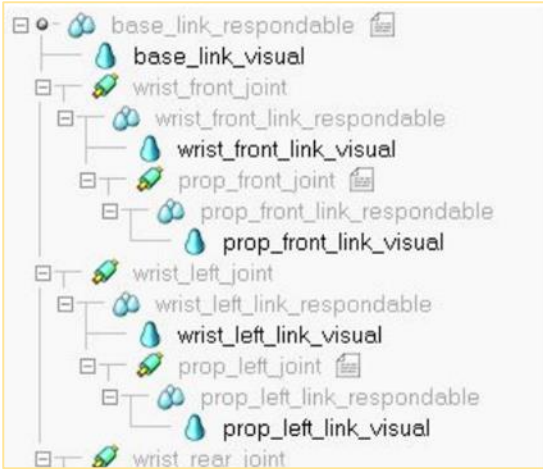 base_link_respondable
base_link_visual
wrist_front_joint
wrist_front_link_respondable
wrist_front_link_visual
prop_front_joint
prop_front_link_respondable
prop_front_link_visual
wrist_left_joint
wrist_left_link_respondable
wrist_left_link_visual
prop_left_joint
prop_left_link_respondable
prop_left_link_visual
wrist_rear_joint